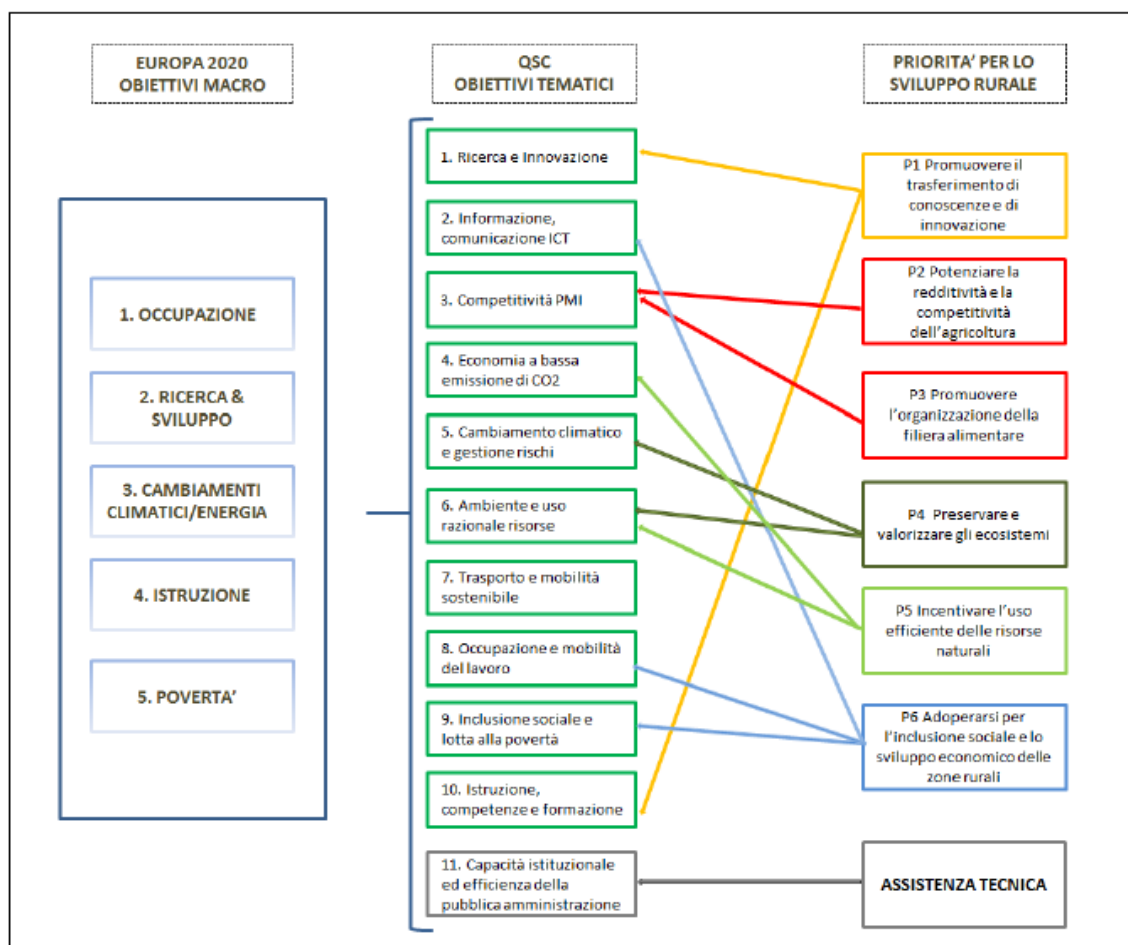 EUROPA 2020
OBIETTIVI MACRO
1. OCCUPAZIONE
2. RICERCA &
SVILUPPO
3. CAMBIAMENTI
CLIMATICI/ENERGIA
4. ISTRUZIONE
5. POVERTA’
QSC
OBIETTIVI TEMATICI
1. Ricerca e Innovazione
2. Informazione,
comunicazione ICT
3. Competitività PMI
4. Economia a bassa
emissione di CO2
5. Cambiamento climatico
e gestione rischi
6. Ambiente e uso
razionale risorse
7. Trasporto e mobilità
sostenibile
8. Occupazione e mobilità
del lavoro
9. Inclusione sociale e
lotta alla povertà
10. Istruzione,
competenze e formazione
11. Capacità istituzionale
ed efficienza della
pubblica amministrazione
PRIORITA’ PER LO
SVILUPPO RURALE
P1 Promuovere il
trasferimento di
conoscenze e di
innovazione
P2 Potenziare la
redditività e la
competitività
dell’agricoltura
P3 Promuovere
l’organizzazione della
filiera alimentare
P4 Preservare e
valorizzare gli ecosistemi
P5 Incentivare l’uso
efficiente delle risorse
naturali
P6 Adoperarsi per
l’inclusione sociale e lo
sviluppo economico delle
zone rurali
ASSISTENZA TECNICA